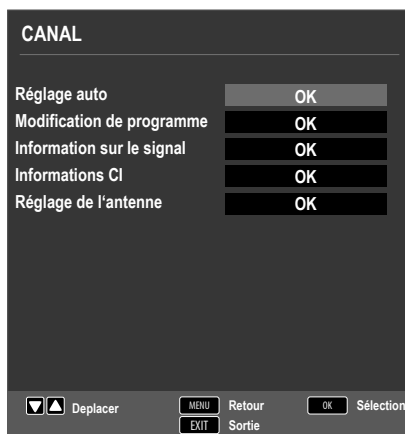 CANAL
Réglage auto OK
Modification de programme OK
Information sur le signal OK
Informations CI OK
Réglage de l‘antenne OK
Deplacer MENU Retour OK Sélection
EXIT Sortie